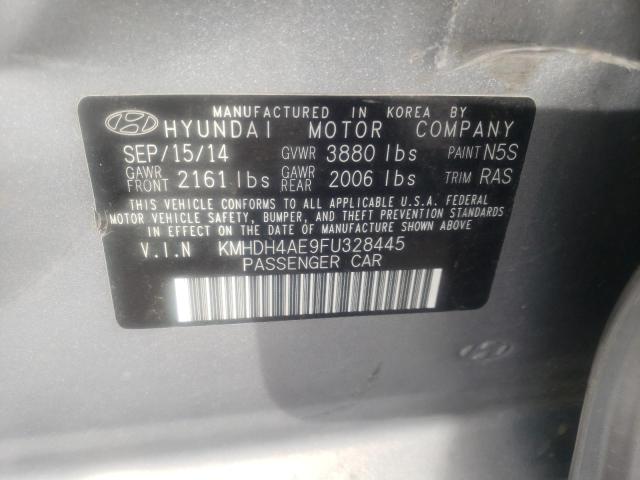 MANUFACTURED IN KOREA BY
HYUNDAI MOTOR COMPANY
SEP/15/14 GVWR 3880 lbs PAINT N5S
GAWR FRONT 2161 lbs GAWR REAR 2006 lbs TRIM RAS
THIS VEHICLE CONFORMS TO ALL APPLICABLE U.S.A. FEDERAL
MOTOR VEHICLE SAFETY, BUMPER, AND THEFT PREVENTION STANDARDS
IN EFFECT ON THE DATE OF MANUFACTURE SHOWN ABOVE.
V.I.N KMHDH4AE9FU328445
PASSENGER CAR